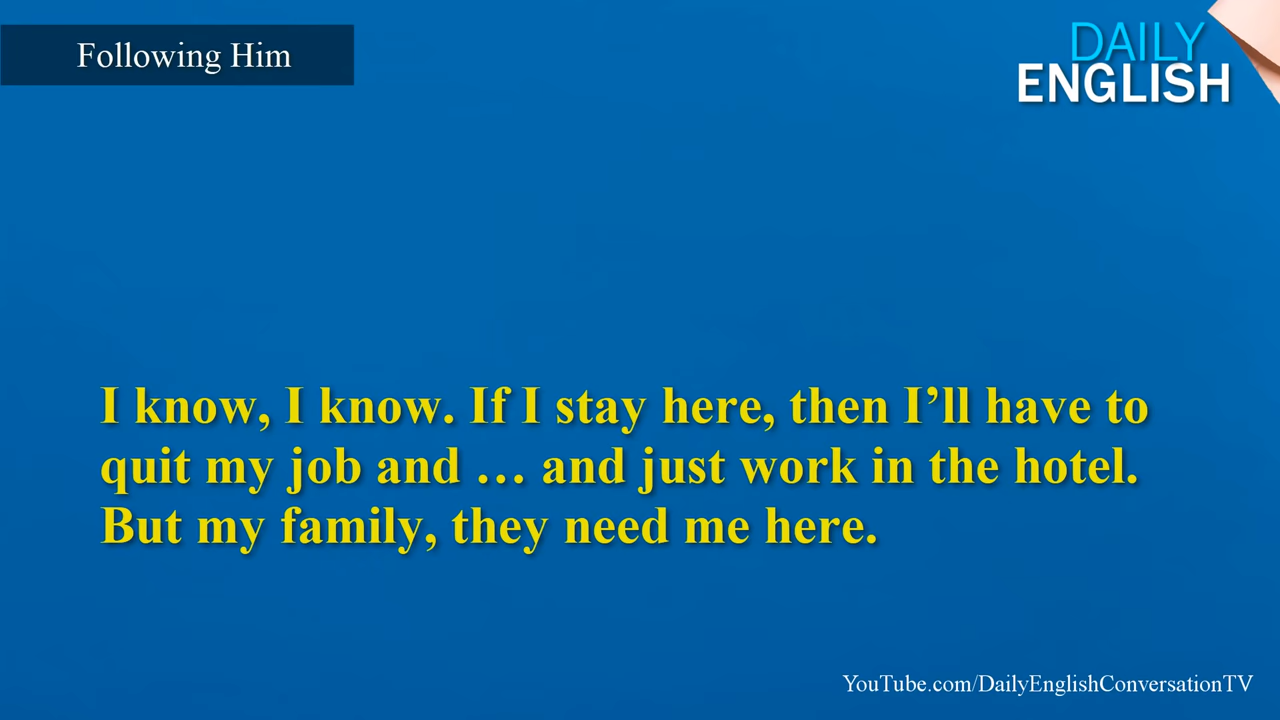 Following Him
DAILY
ENGLISH
I know, I know. If I stay here, then I’ll have to
quit my job and … and just work in the hotel.
But my family, they need me here.
YouTube.com/DailyEnglishConversationTV